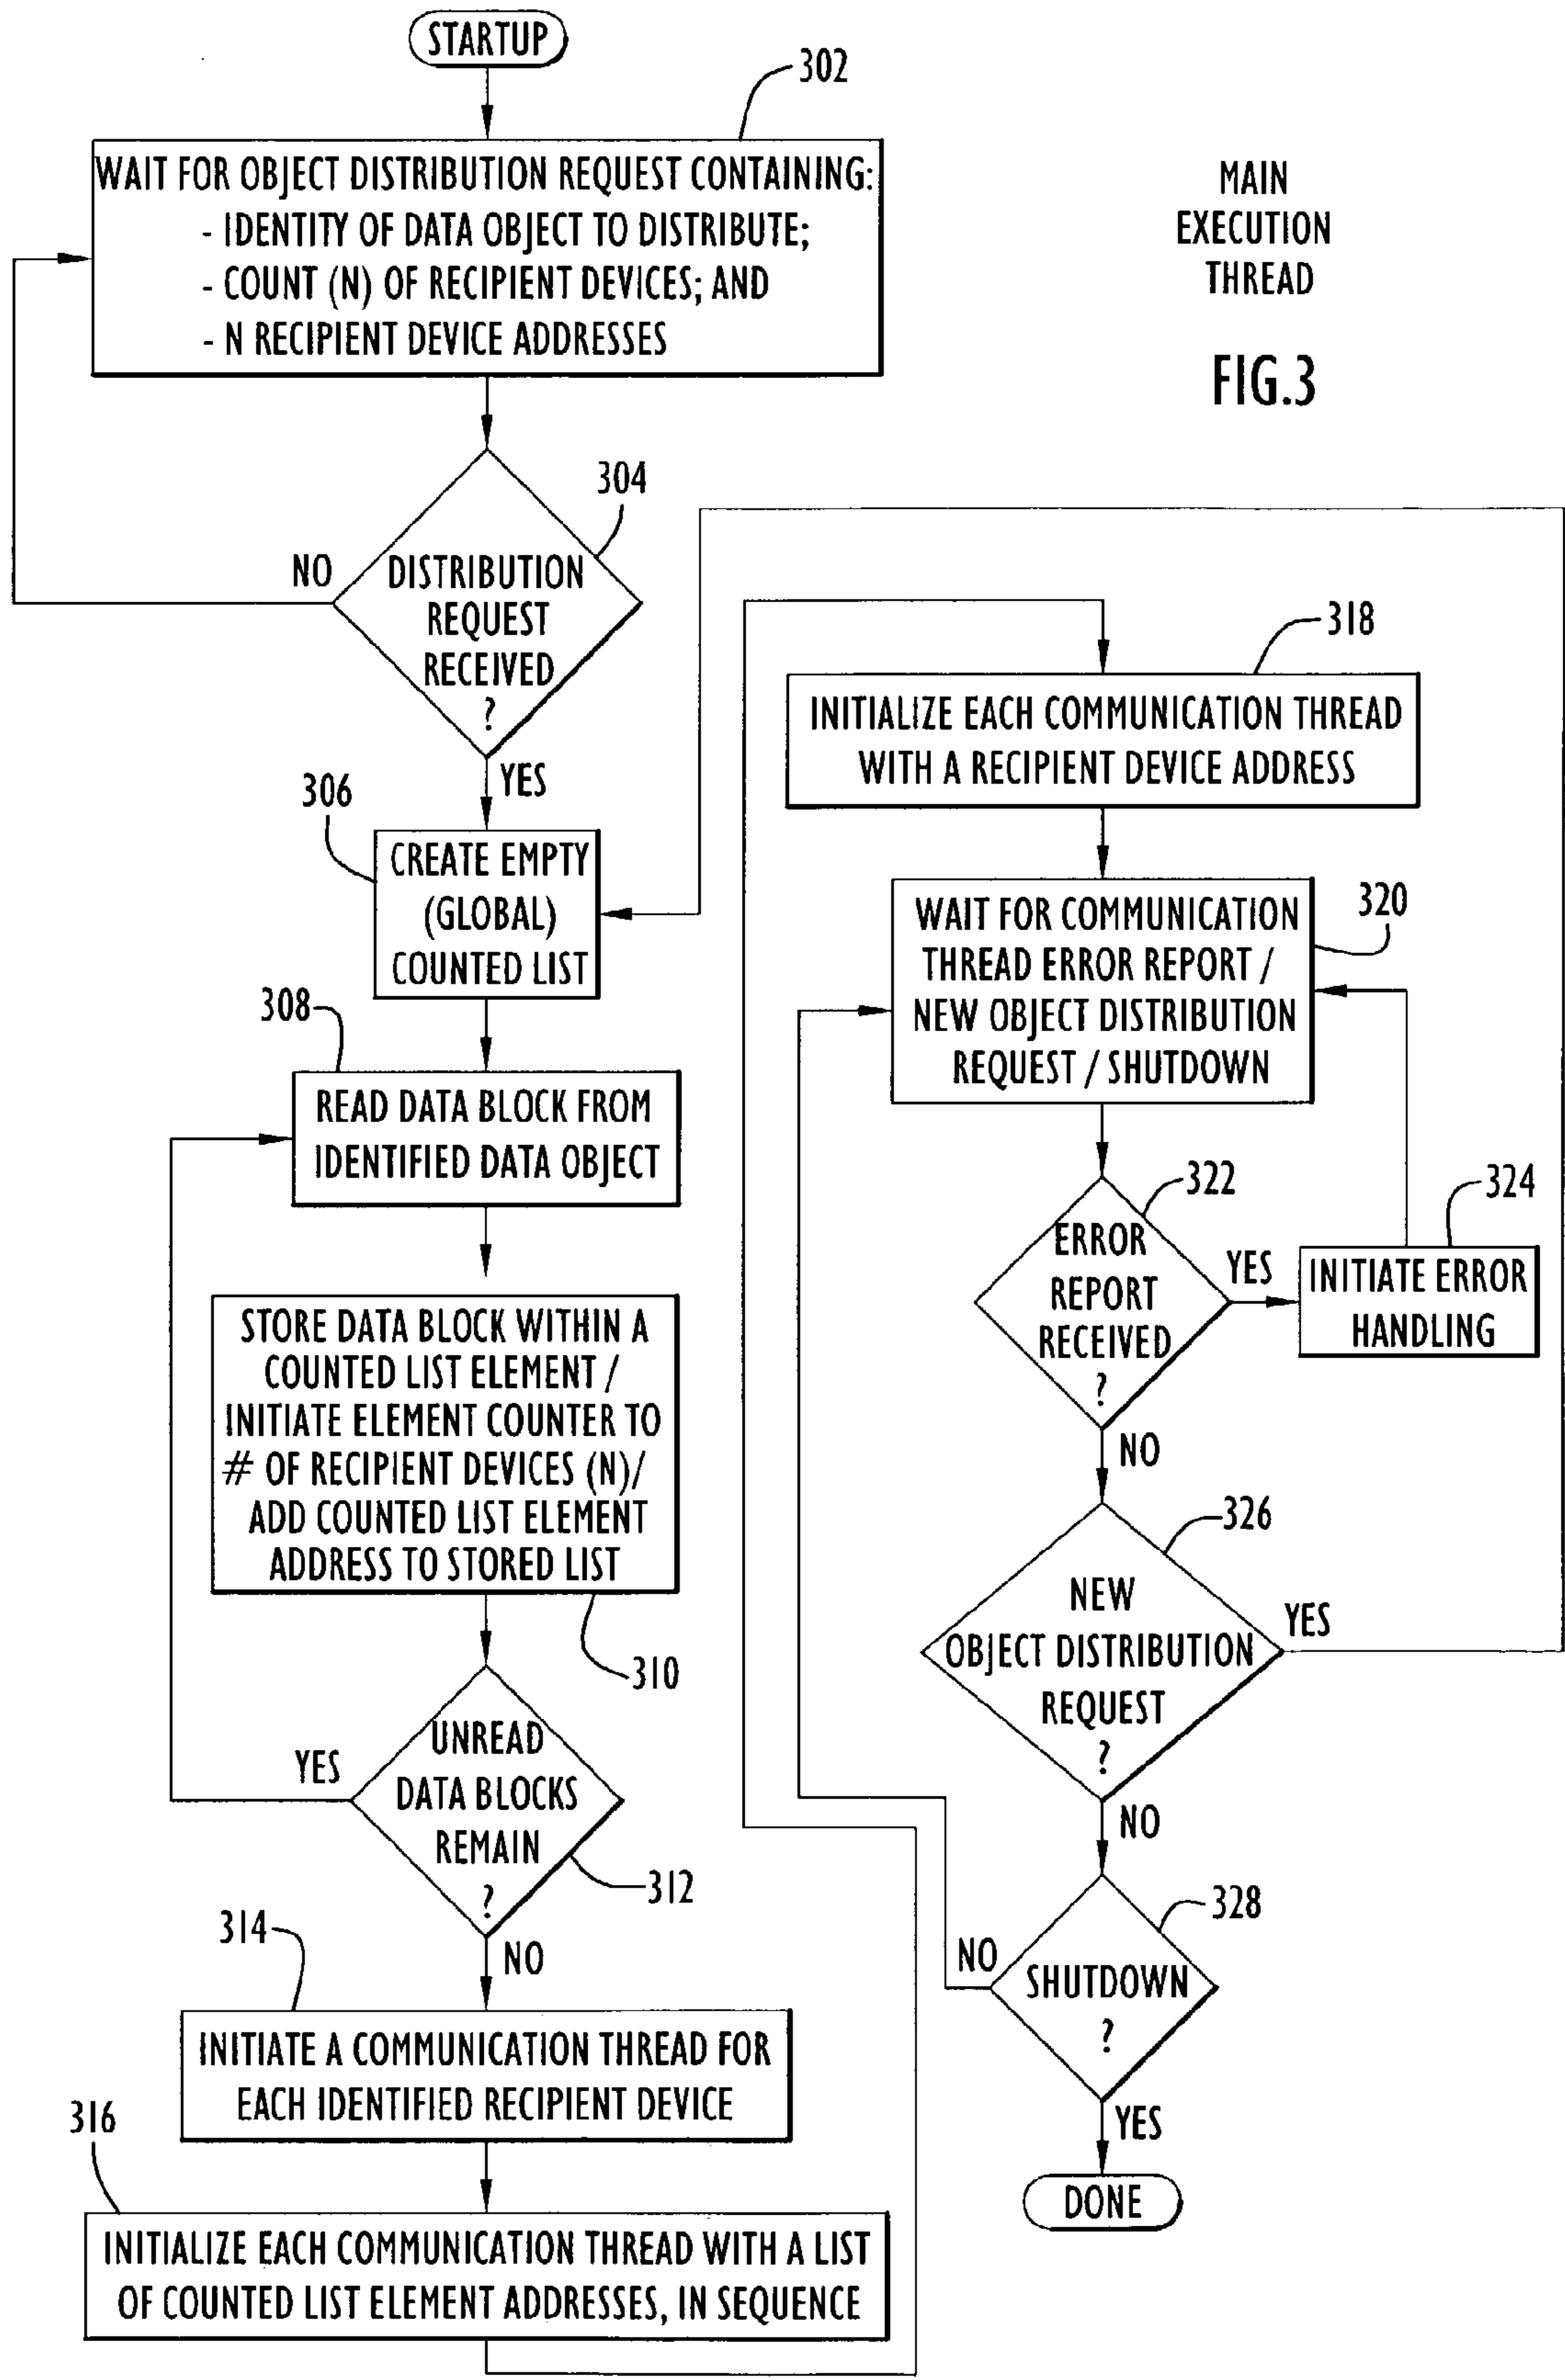 STARTUP
302
WAIT FOR OBJECT DISTRIBUTION REQUEST CONTAINING:
- IDENTITY OF DATA OBJECT TO DISTRIBUTE;
- COUNT (N) OF RECIPIENT DEVICES; AND
- N RECIPIENT DEVICE ADDRESSES
MAIN
EXECUTION
THREAD
FIG.3
304
NO
DISTRIBUTION
REQUEST
RECEIVED
?
YES
306
CREATE EMPTY
(GLOBAL)
COUNTED LIST
308
READ DATA BLOCK FROM
IDENTIFIED DATA OBJECT
STORE DATA BLOCK WITHIN A
COUNTED LIST ELEMENT /
INITIATE ELEMENT COUNTER TO
# OF RECIPIENT DEVICES (N)/
ADD COUNTED LIST ELEMENT
ADDRESS TO STORED LIST
310
YES
UNREAD
DATA BLOCKS
REMAIN
?
312
NO
314
INITIATE A COMMUNICATION THREAD FOR
EACH IDENTIFIED RECIPIENT DEVICE
316
INITIALIZE EACH COMMUNICATION THREAD WITH A LIST
OF COUNTED LIST ELEMENT ADDRESSES, IN SEQUENCE
318
INITIALIZE EACH COMMUNICATION THREAD
WITH A RECIPIENT DEVICE ADDRESS
320
WAIT FOR COMMUNICATION
THREAD ERROR REPORT /
NEW OBJECT DISTRIBUTION
REQUEST / SHUTDOWN
322
ERROR
REPORT
RECEIVED
?
YES
324
INITIATE ERROR
HANDLING
NO
326
NEW
OBJECT DISTRIBUTION
REQUEST
?
YES
NO
328
NO
SHUTDOWN
?
YES
DONE